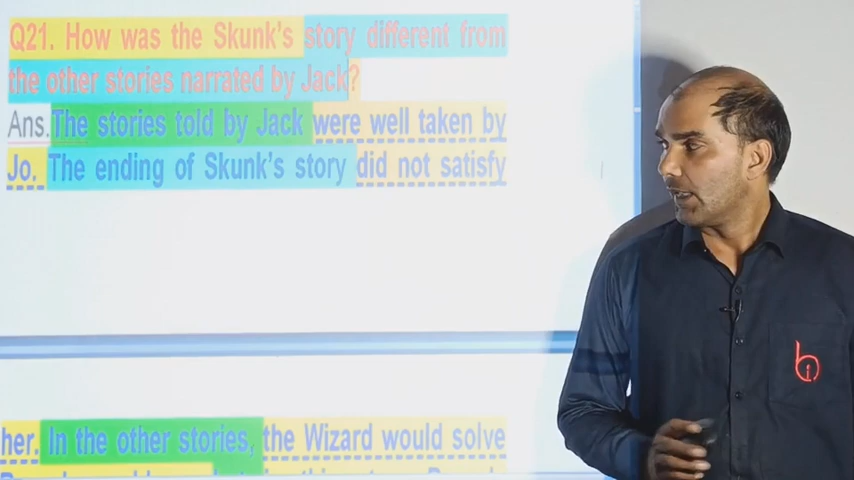 Q21. How was the Skunk's story different from
the other stories narrated by Jack?
Ans. The stories told by Jack were well taken by
Jo. The ending of Skunk's story did not satisfy
her. In the other stories, the Wizard would solve